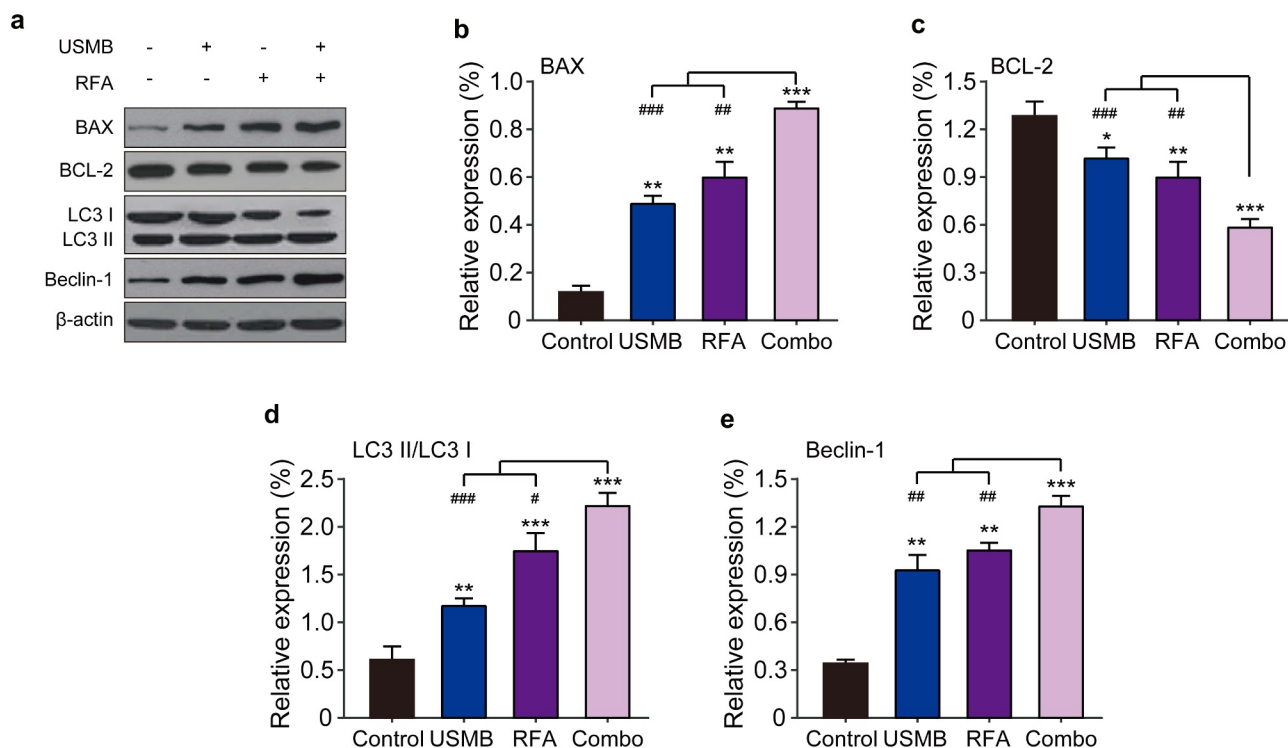 a
USMB - + - +
RFA - - + +
BAX
BCL-2
LC3 I
LC3 II
Beclin-1
β-actin
b
BAX
Relative expression (%)
1.0
0.8
0.6
0.4
0.2
0
### ##
** ** ***
Control USMB RFA Combo
c
BCL-2
Relative expression (%)
1.5
1.2
0.9
0.6
0.3
0
### ##
* ** ***
Control USMB RFA Combo
d
LC3 II/LC3 I
Relative expression (%)
2.5
2.0
1.5
1.0
0.5
0
### #
** *** ***
Control USMB RFA Combo
e
Beclin-1
Relative expression (%)
1.5
1.2
0.9
0.6
0.3
0
## ##
** ** ***
Control USMB RFA Combo